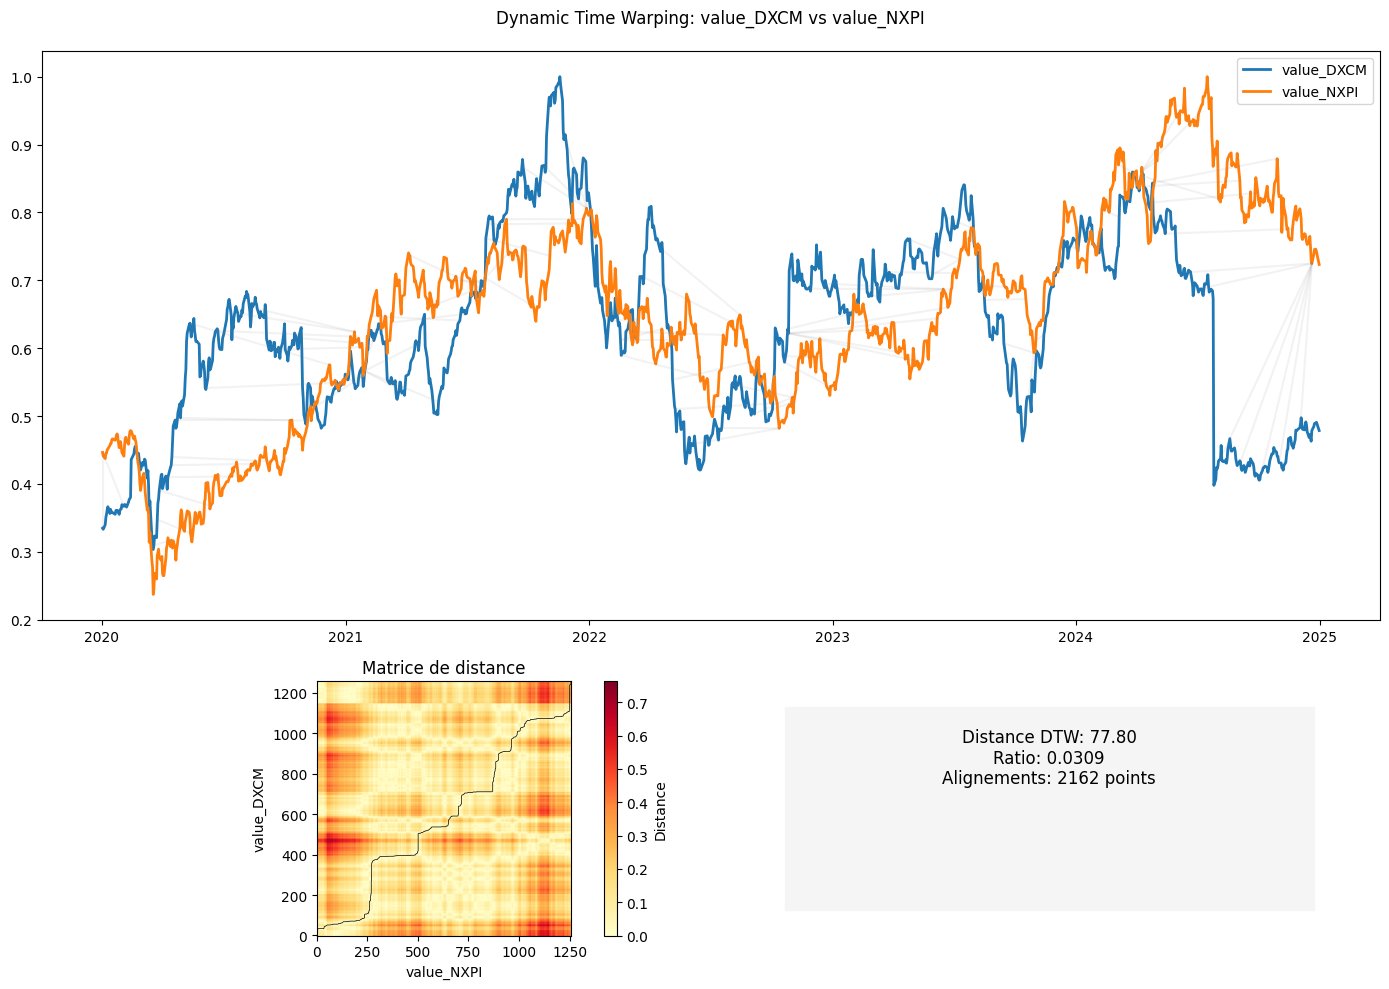 Dynamic Time Warping: value_DXCM vs value_NXPI
value_DXCM
value_NXPI
1.0
0.9
0.8
0.7
0.6
0.5
0.4
0.3
0.2
2020 2021 2022 2023 2024 2025
Matrice de distance
value_DXCM
1200
1000
800
600
400
200
0
0 250 500 750 1000 1250
value_NXPI
0.7
0.6
0.5
0.4
0.3
0.2
0.1
0.0
Distance
Distance DTW: 77.80
Ratio: 0.0309
Alignements: 2162 points